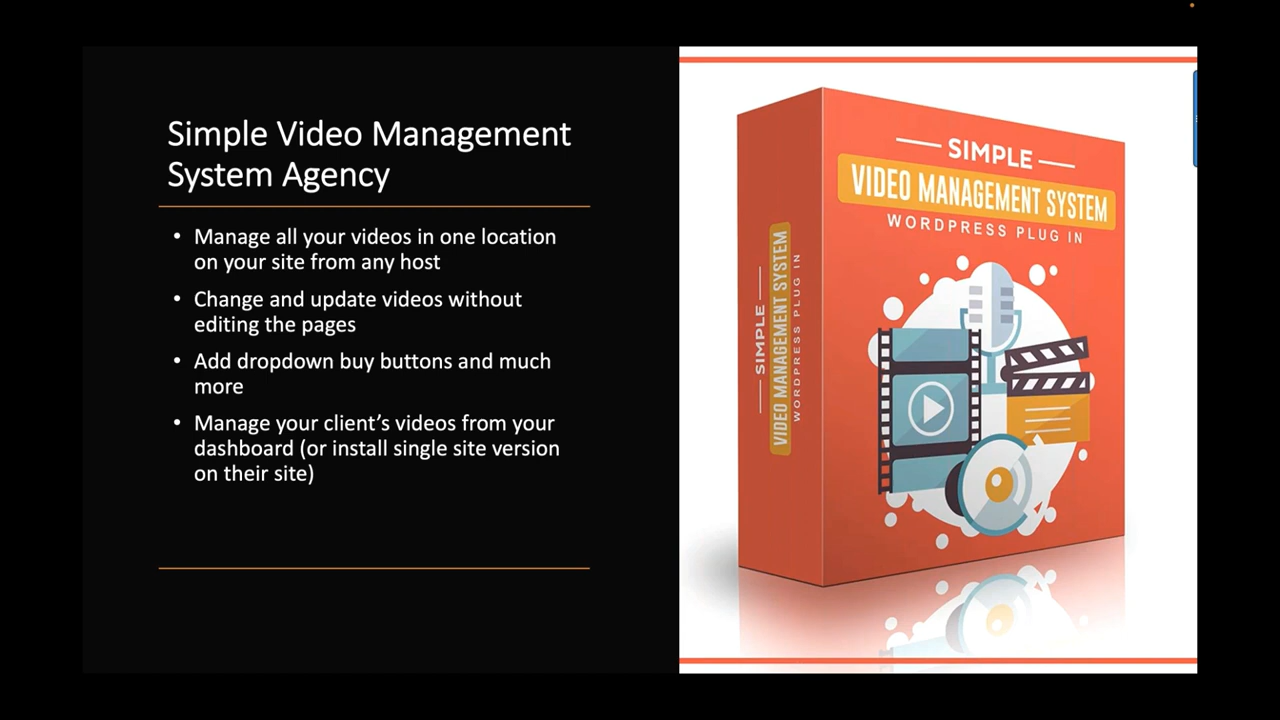 Simple Video Management
System Agency
• Manage all your videos in one location
on your site from any host
• Change and update videos without
editing the pages
• Add dropdown buy buttons and much
more
• Manage your client’s videos from your
dashboard (or install single site version
on their site)
SIMPLE
VIDEO MANAGEMENT SYSTEM
WORDPRESS PLUG IN
SIMPLE
VIDEO MANAGEMENT SYSTEM
WORDPRESS PLUG IN